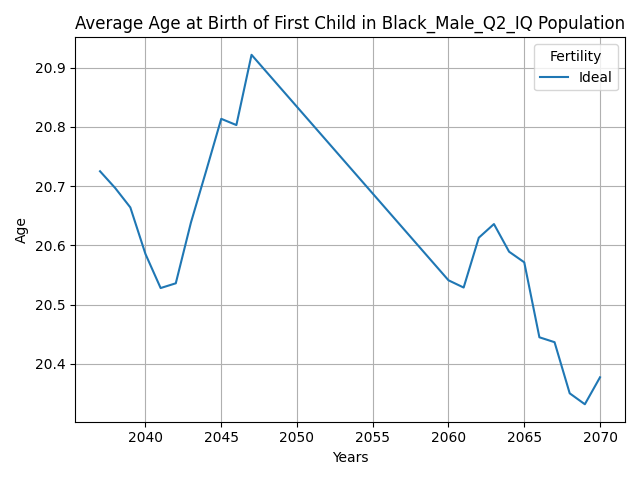 Average Age at Birth of First Child in Black_Male_Q2_IQ Population
Fertility
Ideal
Age
20.9
20.8
20.7
20.6
20.5
20.4
2040 2045 2050 2055 2060 2065 2070
Years